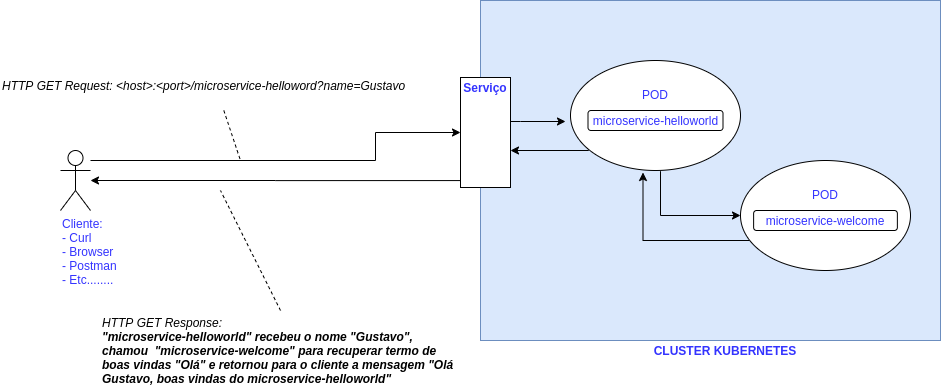 HTTP GET Request: <host>:<port>/microservice-helloword?name=Gustavo
Serviço
POD
microservice-helloworld
POD
microservice-welcome
Cliente:
- Curl
- Browser
- Postman
- Etc........
HTTP GET Response:
"microservice-helloworld" recebeu o nome "Gustavo",
chamou "microservice-welcome" para recuperar termo de
boas vindas "Olá" e retornou para o cliente a mensagem "Olá
Gustavo, boas vindas do microservice-helloworld"
CLUSTER KUBERNETES